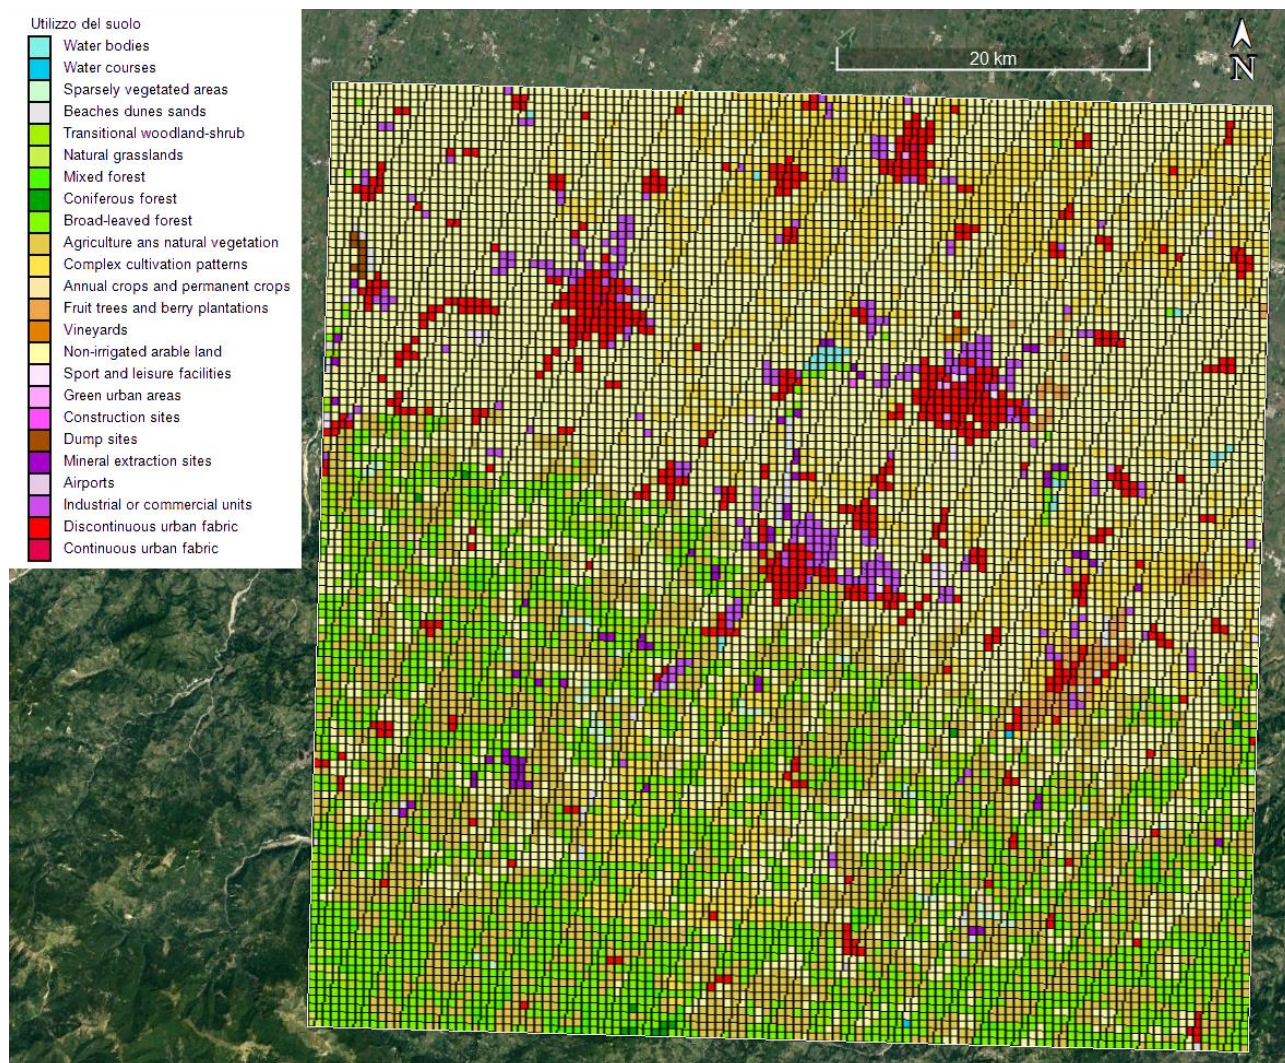 Utilizzo del suolo
Water bodies
Water courses
Sparsely vegetated areas
Beaches dunes sands
Transitional woodland-shrub
Natural grasslands
Mixed forest
Coniferous forest
Broad-leaved forest
Agriculture ans natural vegetation
Complex cultivation patterns
Annual crops and permanent crops
Fruit trees and berry plantations
Vineyards
Non-irrigated arable land
Sport and leisure facilities
Green urban areas
Construction sites
Dump sites
Mineral extraction sites
Airports
Industrial or commercial units
Discontinuous urban fabric
Continuous urban fabric
20 km
N